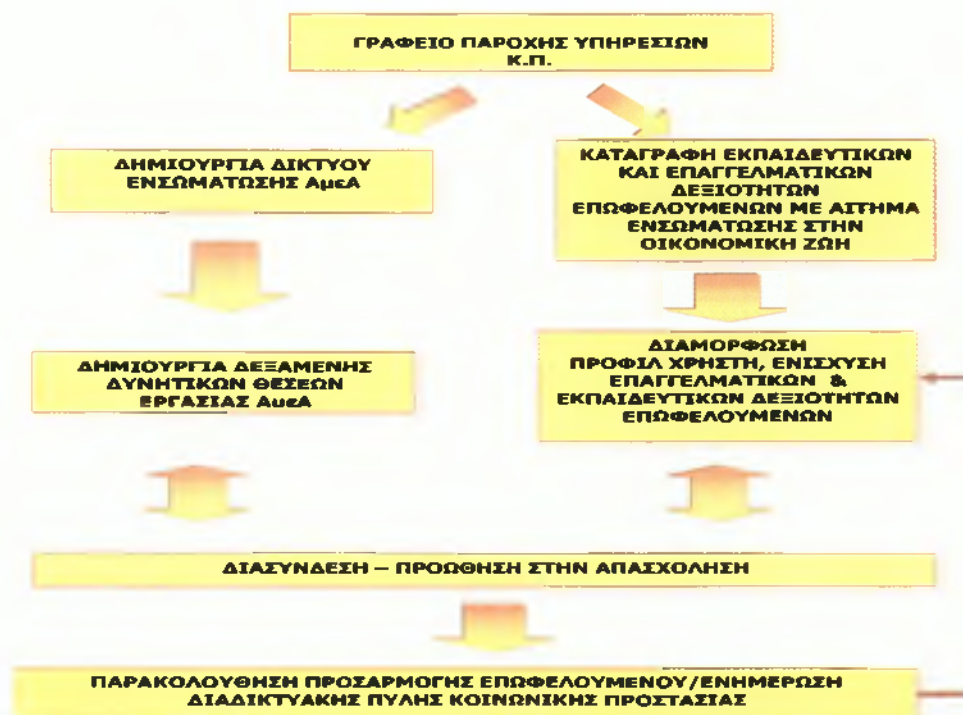 ΓΡΑΦΕΙΟ ΠΑΡΟΧΗΣ ΥΠΗΡΕΣΙΩΝ
Κ.Π.
ΔΗΜΙΟΥΡΓΙΑ ΔΙΚΤΥΟΥ
ΕΝΣΩΜΑΤΩΣΗΣ ΑμεΑ
ΚΑΤΑΓΡΑΦΗ ΕΚΠΑΙΔΕΥΤΙΚΩΝ
ΚΑΙ ΕΠΑΓΓΕΛΜΑΤΙΚΩΝ
ΔΕΞΙΟΤΗΤΩΝ
ΕΠΩΦΕΛΟΥΜΕΝΩΝ ΜΕ ΑΙΤΗΜΑ
ΕΝΣΩΜΑΤΩΣΗΣ ΣΤΗΝ
ΟΙΚΟΝΟΜΙΚΗ ΖΩΗ
ΔΗΜΙΟΥΡΓΙΑ ΔΕΞΑΜΕΝΗΣ
ΔΥΝΗΤΙΚΩΝ ΘΕΣΕΩΝ
ΕΡΓΑΣΙΑΣ ΑμεΑ
ΔΙΑΜΟΡΦΩΣΗ
ΠΡΟΦΙΛ ΧΡΗΣΤΗ, ΕΝΙΣΧΥΣΗ
ΕΠΑΓΓΕΛΜΑΤΙΚΩΝ &
ΕΚΠΑΙΔΕΥΤΙΚΩΝ ΔΕΞΙΟΤΗΤΩΝ
ΕΠΩΦΕΛΟΥΜΕΝΩΝ
ΔΙΑΣΥΝΔΕΣΗ – ΠΡΟΩΘΗΣΗ ΣΤΗΝ ΑΠΑΣΧΟΛΗΣΗ
ΠΑΡΑΚΟΛΟΥΘΗΣΗ ΠΡΟΣΑΡΜΟΓΗΣ ΕΠΩΦΕΛΟΥΜΕΝΟΥ/ΕΝΗΜΕΡΩΣΗ
ΔΙΑΔΙΚΤΥΑΚΗΣ ΠΥΛΗΣ ΚΟΙΝΩΝΙΚΗΣ ΠΡΟΣΤΑΣΙΑΣ